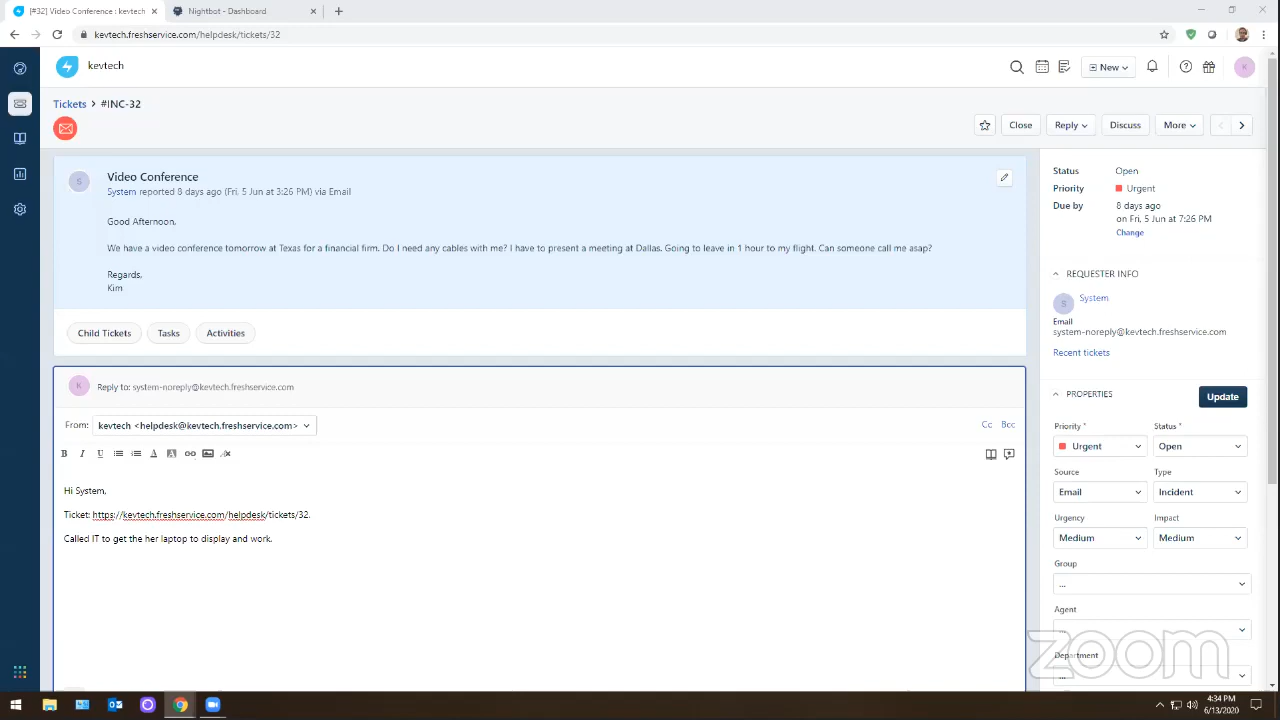 [#32] Video Conference : kevtech
Nightbot - Dashboard
kevtech.freshservice.com/helpdesk/tickets/32
kevtech
New
K
Tickets > #INC-32
Close
Reply
Discuss
More
S
Video Conference
System reported 8 days ago (Fri, 5 Jun at 3:26 PM) via Email
Good Afternoon,
We have a video conference tomorrow at Texas for a financial firm. Do I need any cables with me? I have to present a meeting at Dallas. Going to leave in 1 hour to my flight. Can someone call me asap?
Regards,
Kim
Child Tickets
Tasks
Activities
K
Reply to: system-noreply@kevtech.freshservice.com
From: kevtech <helpdesk@kevtech.freshservice.com>
Cc
Bcc
B I U A A
Hi System,
Ticket: https://kevtech.freshservice.com/helpdesk/tickets/32.
Called IT to get the her laptop to display and work.
Status Open
Priority Urgent
Due by 8 days ago
on Fri, 5 Jun at 7:26 PM
Change
REQUESTER INFO
S
System
Email
system-noreply@kevtech.freshservice.com
Recent tickets
PROPERTIES
Update
Priority * Status *
Urgent Open
Source Type
Email Incident
Urgency Impact
Medium Medium
Group
...
Agent
...
Department
...
zoom
4:34 PM
6/13/2020